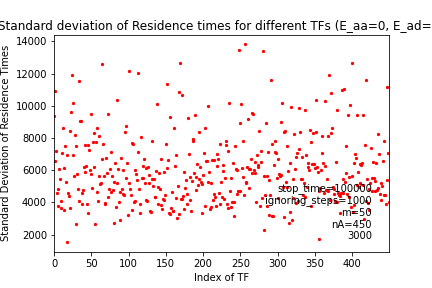 Standard deviation of Residence times for different TFs (E_aa=0, E_ad=
14000
12000
10000
8000
6000
4000
2000
Standard Deviation of Residence Times
stop_time=100000
ignoring_steps=1000
m=50
nA=450
3000
0 50 100 150 200 250 300 350 400
Index of TF